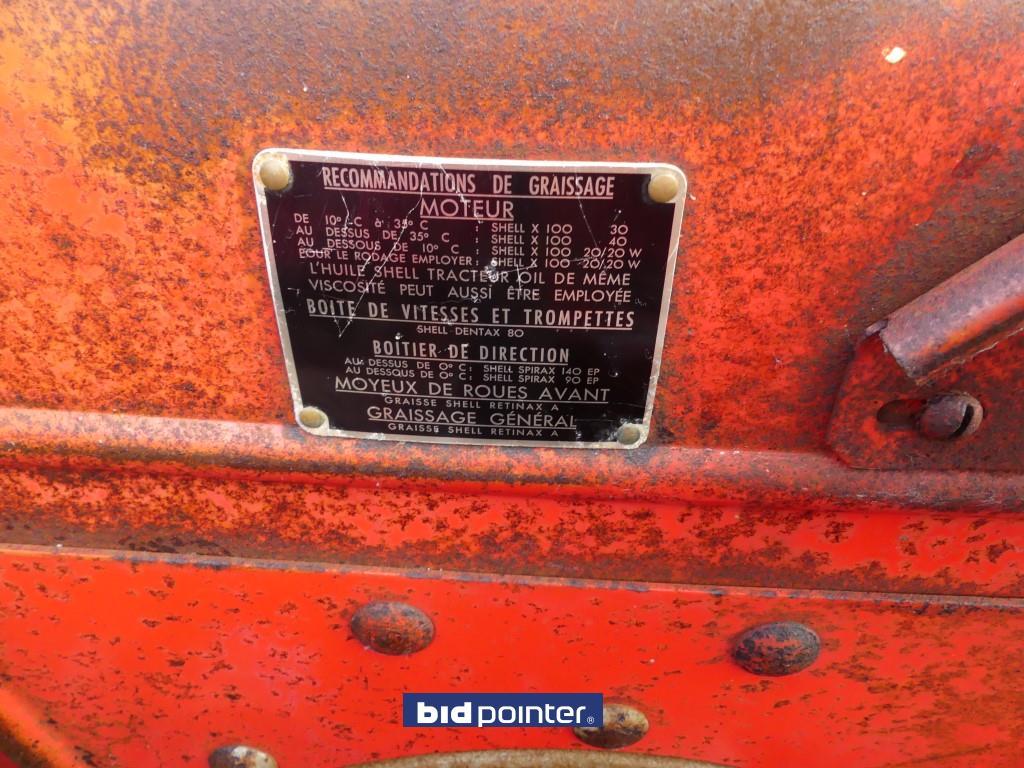 RECOMMANDATIONS DE GRAISSAGE
MOTEUR
DE 10° C à 35° C : SHELL X 100 30
AU DESSUS DE 35° C : SHELL X 100 40
AU DESSOUS DE 10° C : SHELL X 100 20/20 W
POUR LE RODAGE EMPLOYER: SHELL X 100 20/20 W
L'HUILE SHELL TRACTEUR OIL DE MÊME
VISCOSITÉ PEUT AUSSI ÊTRE EMPLOYÉE
BOITE DE VITESSES ET TROMPETTES
SHELL DENTAX 80
BOÎTIER DE DIRECTION
AU DESSUS DE 0° C : SHELL SPIRAX 140 EP
AU DESSOUS DE 0° C : SHELL SPIRAX 90 EP
MOYEUX DE ROUES AVANT
GRAISSE SHELL RETINAX A
GRAISSAGE GÉNÉRAL
GRAISSE SHELL RETINAX A
bidpointer®